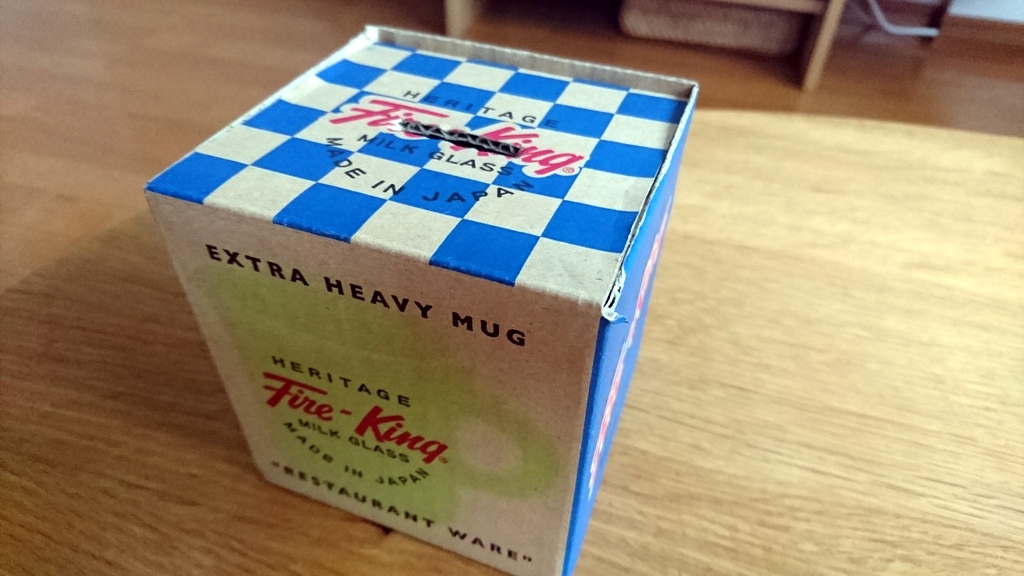 HERITAGE
Fire-King®
MILK GLASS
MADE IN JAPAN
EXTRA HEAVY MUG
HERITAGE
Fire-King®
MILK GLASS
MADE IN JAPAN
"RESTAURANT WARE"